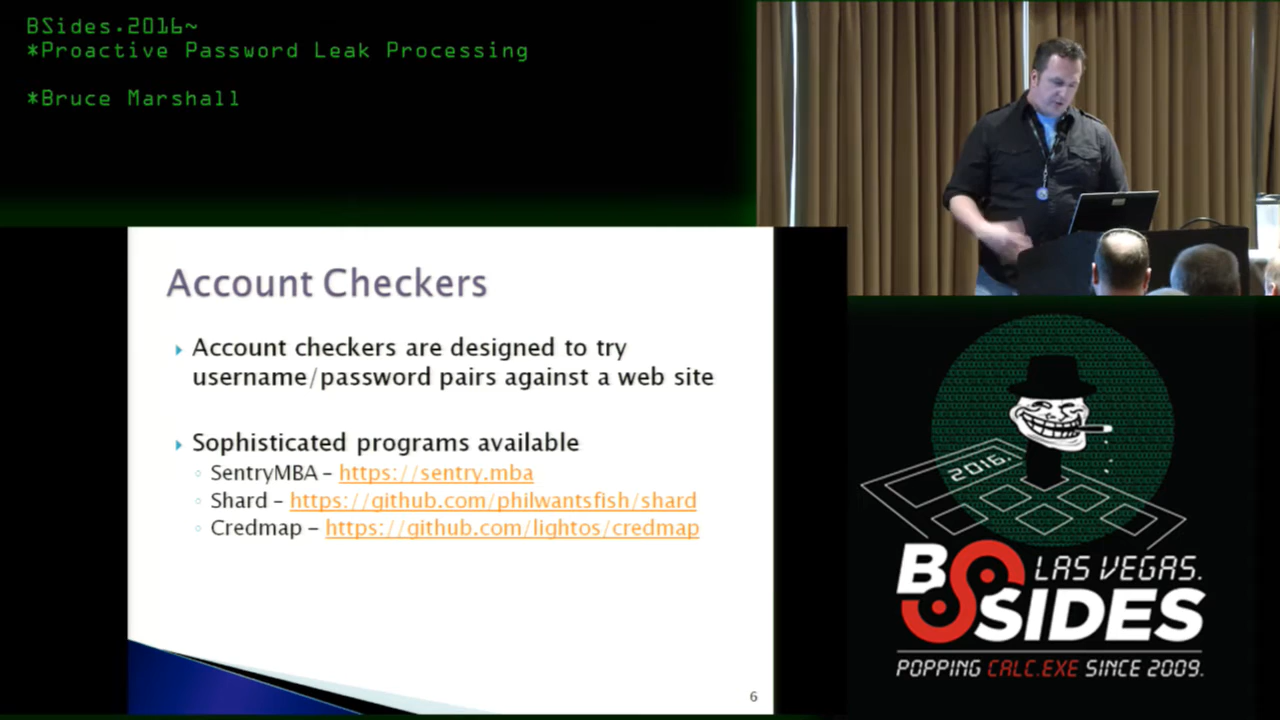 BSides.2016~
*Proactive Password Leak Processing
*Bruce Marshall
Account Checkers
Account checkers are designed to try
username/password pairs against a web site
Sophisticated programs available
SentryMBA – https://sentry.mba
Shard – https://github.com/philwantsfish/shard
Credmap – https://github.com/lightos/credmap
6
2016.
BSIDES
LAS VEGAS.
POPPING CALC.EXE SINCE 2009.